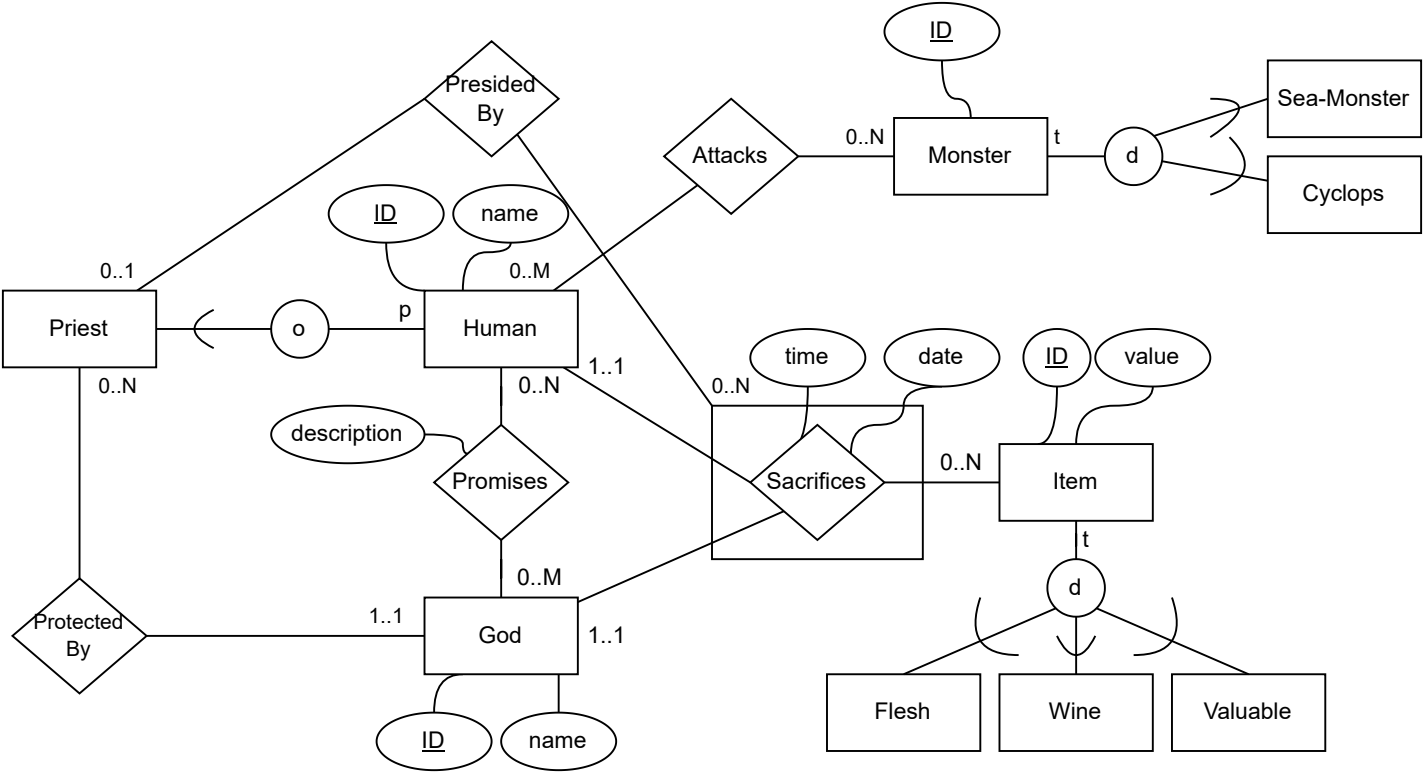 ID
Presided
By
Sea-Monster
Attacks
0..N
Monster
t
d
Cyclops
ID
name
0..1
0..M
Priest
o
p
Human
0..N
0..N
1..1
0..N
time
date
ID
value
description
Promises
Sacrifices
0..N
Item
t
0..M
d
Protected
By
1..1
God
1..1
Flesh
Wine
Valuable
ID
name